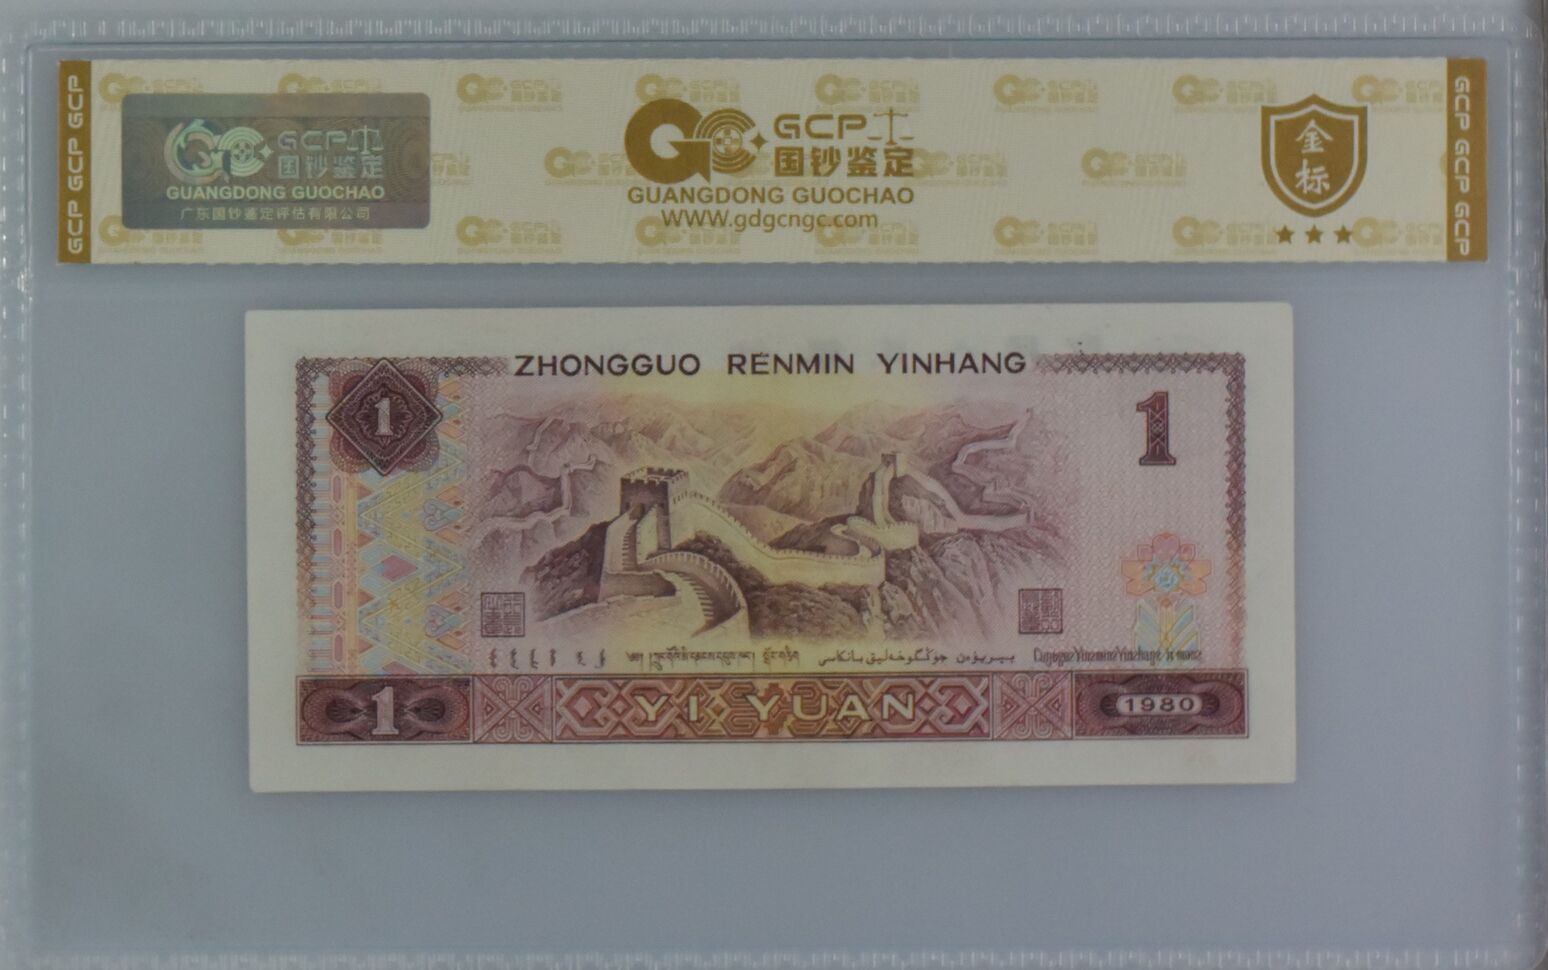 GCP GCP GCP
GCP
国钞鉴定
GUANGDONG GUOCHAO
广东国钞鉴定评估有限公司
GCP
国钞鉴定
GUANGDONG GUOCHAO
WWW.gdgcngc.com
金标
GCP GCP GCP
ZHONGGUO RENMIN YINHANG
1
1
1 YI YUAN 1980